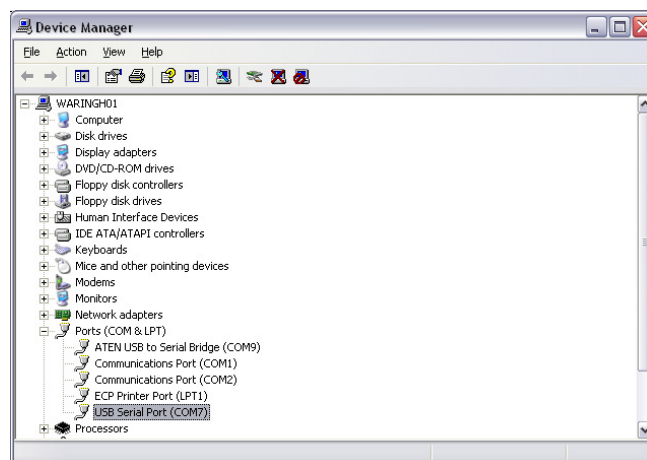 Device Manager
File Action View Help
WARINGH01
Computer
Disk drives
Display adapters
DVD/CD-ROM drives
Floppy disk controllers
Floppy disk drives
Human Interface Devices
IDE ATA/ATAPI controllers
Keyboards
Mice and other pointing devices
Modems
Monitors
Network adapters
Ports (COM & LPT)
ATEN USB to Serial Bridge (COM9)
Communications Port (COM1)
Communications Port (COM2)
ECP Printer Port (LPT1)
USB Serial Port (COM7)
Processors